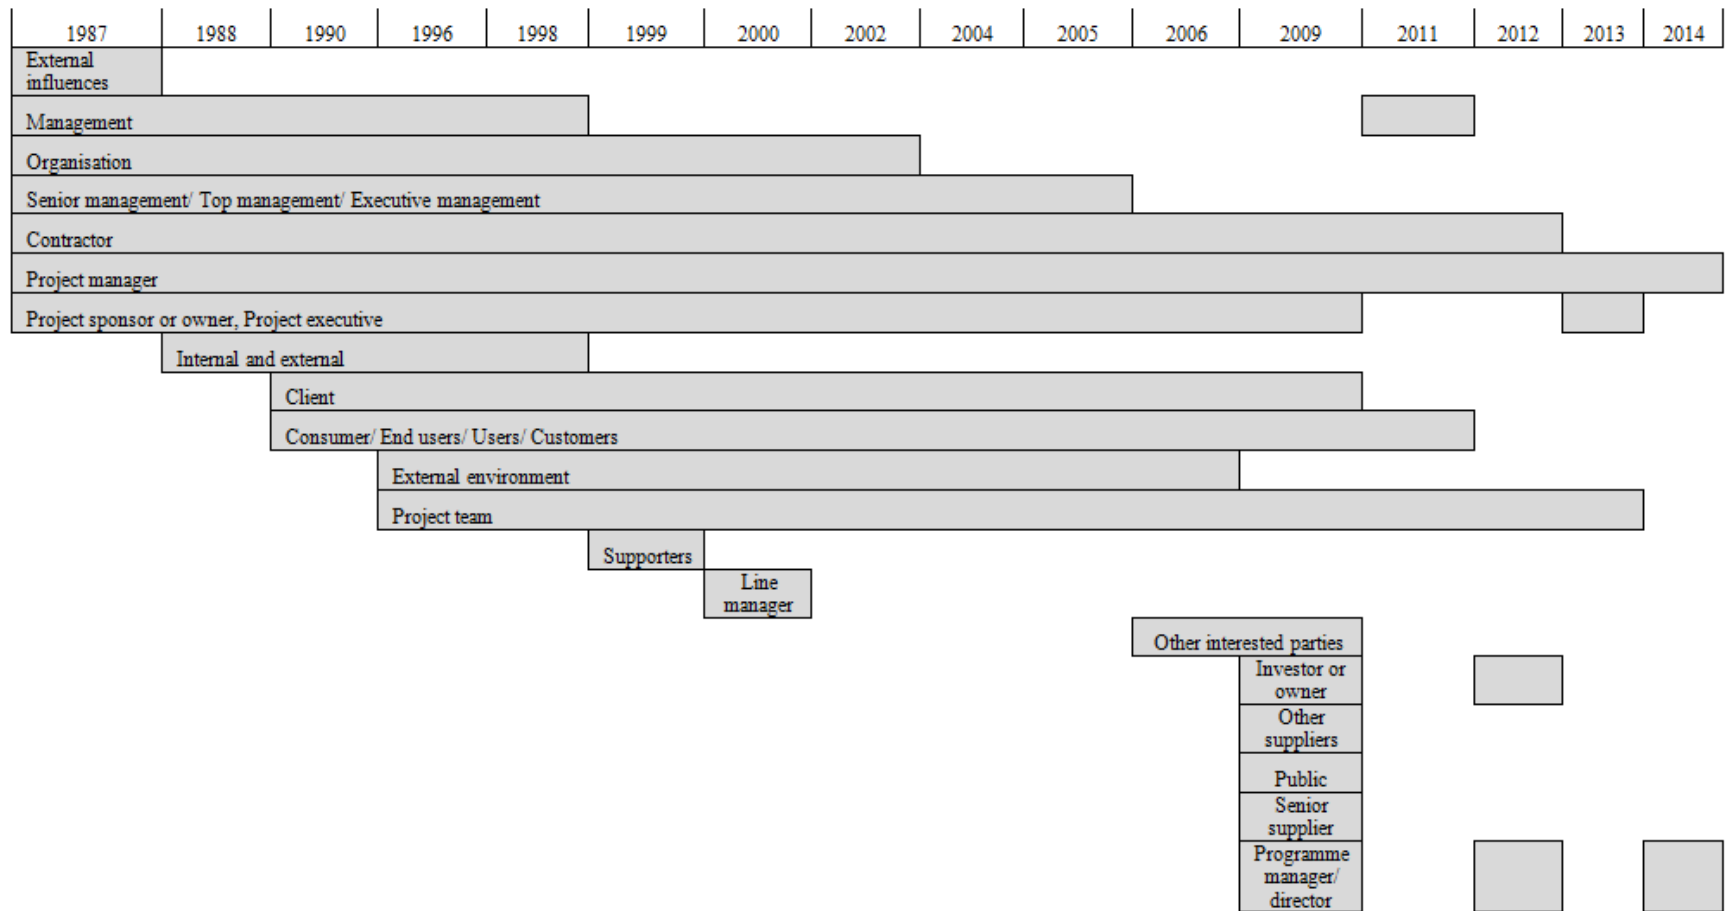 1987 1988 1990 1996 1998 1999 2000 2002 2004 2005 2006 2009 2011 2012 2013 2014
External
influences
Management
Organisation
Senior management/ Top management/ Executive management
Contractor
Project manager
Project sponsor or owner, Project executive
Internal and external
Client
Consumer/ End users/ Users/ Customers
External environment
Project team
Supporters
Line
manager
Other interested parties
Investor or
owner
Other
suppliers
Public
Senior
supplier
Programme
manager/
director